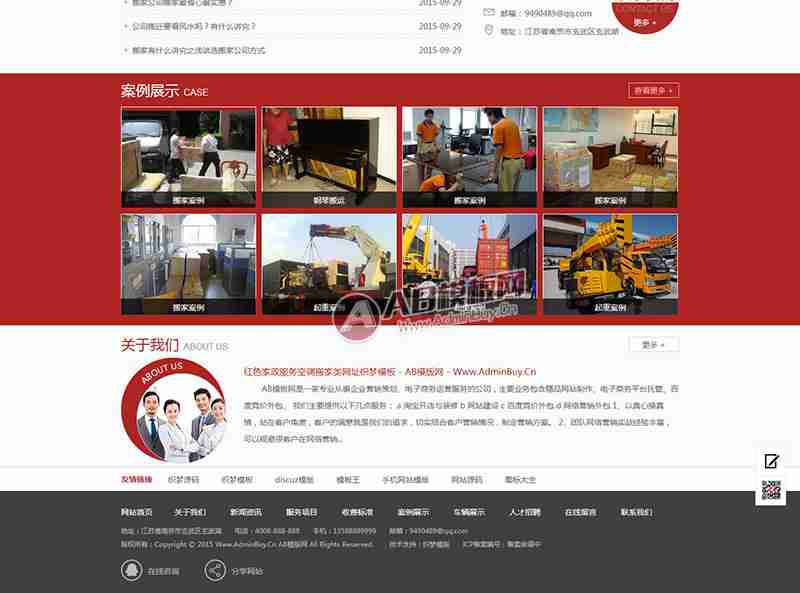 搬家公司哪家最省心最实惠？ 2015-09-29
公司搬迁要看风水吗？有什么讲究？ 2015-09-29
搬家有什么讲究之浅谈选搬家公司方式 2015-09-29
邮箱：9490489@qq.com
地址：江苏省南京市玄武区玄武湖
CONTACT US
更多 +
案例展示 CASE
查看更多 +
搬家案例 钢琴搬运 搬家案例 搬家案例
搬家案例 起重案例 起重案例
AB模板网
Www.AdminBuy.Cn
关于我们 ABOUT US
更多 +
ABOUT US
红色家政服务空调搬家类网址织梦模板 - AB模版网 - Www.AdminBuy.Cn
AB模板网是一家专业从事企业营销策划、电子商务运营服务的公司，主要业务包含精品网站制作、电子商务平台托管、百
度竞价外包。 我们主要提供以下几点服务： a 淘宝开店与装修 b 网站建设 c 百度竞价外包.d 网络营销外包 1、以真心换真
情，站在客户角度，客户的满意就是我们的追求，切实结合客户营销情况，制定营销方案。 2、团队网络营销实战经验丰富，
可以规避很客户在网络营销..
友情链接 织梦源码 织梦模板 discuz模板 模板王 手机网站模板 网站源码 图标大全
网站首页 关于我们 新闻资讯 服务项目 收费标准 案例展示 车辆展示 人才招聘 在线留言 联系我们
地址：江苏省南京市玄武区玄武湖 电话：4008-888-888 手机：13588889999 邮箱：9490489@qq.com
版权所有：Copyright © 2015 Www.AdminBuy.Cn AB模版网 All Rights Reserved. 技术支持：织梦模板 ICP备案编号：备案未通中
在线咨询 分享网站